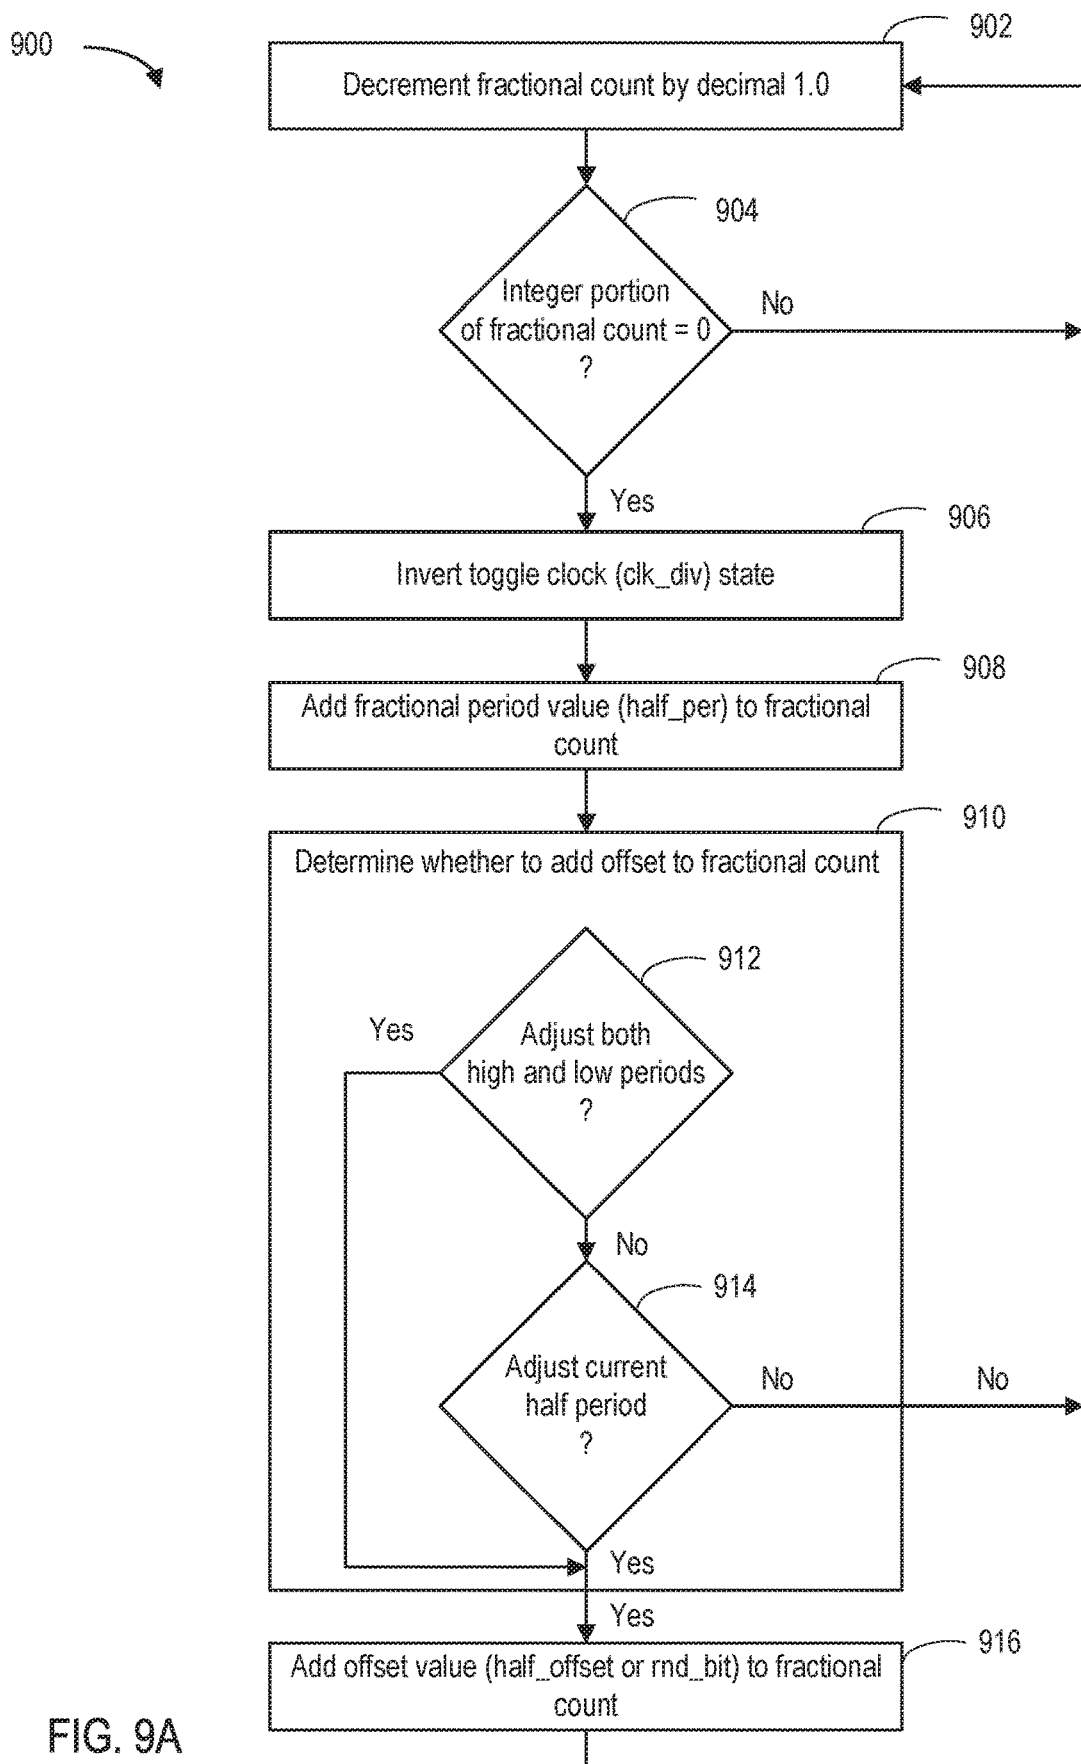 900
902
Decrement fractional count by decimal 1.0
904
Integer portion
of fractional count = 0
?
No
Yes
906
Invert toggle clock (clk_div) state
908
Add fractional period value (half_per) to fractional
count
910
Determine whether to add offset to fractional count
912
Yes
Adjust both
high and low periods
?
No
914
Adjust current
half period
?
No
No
Yes
Yes
916
Add offset value (half_offset or rnd_bit) to fractional
count
FIG. 9A